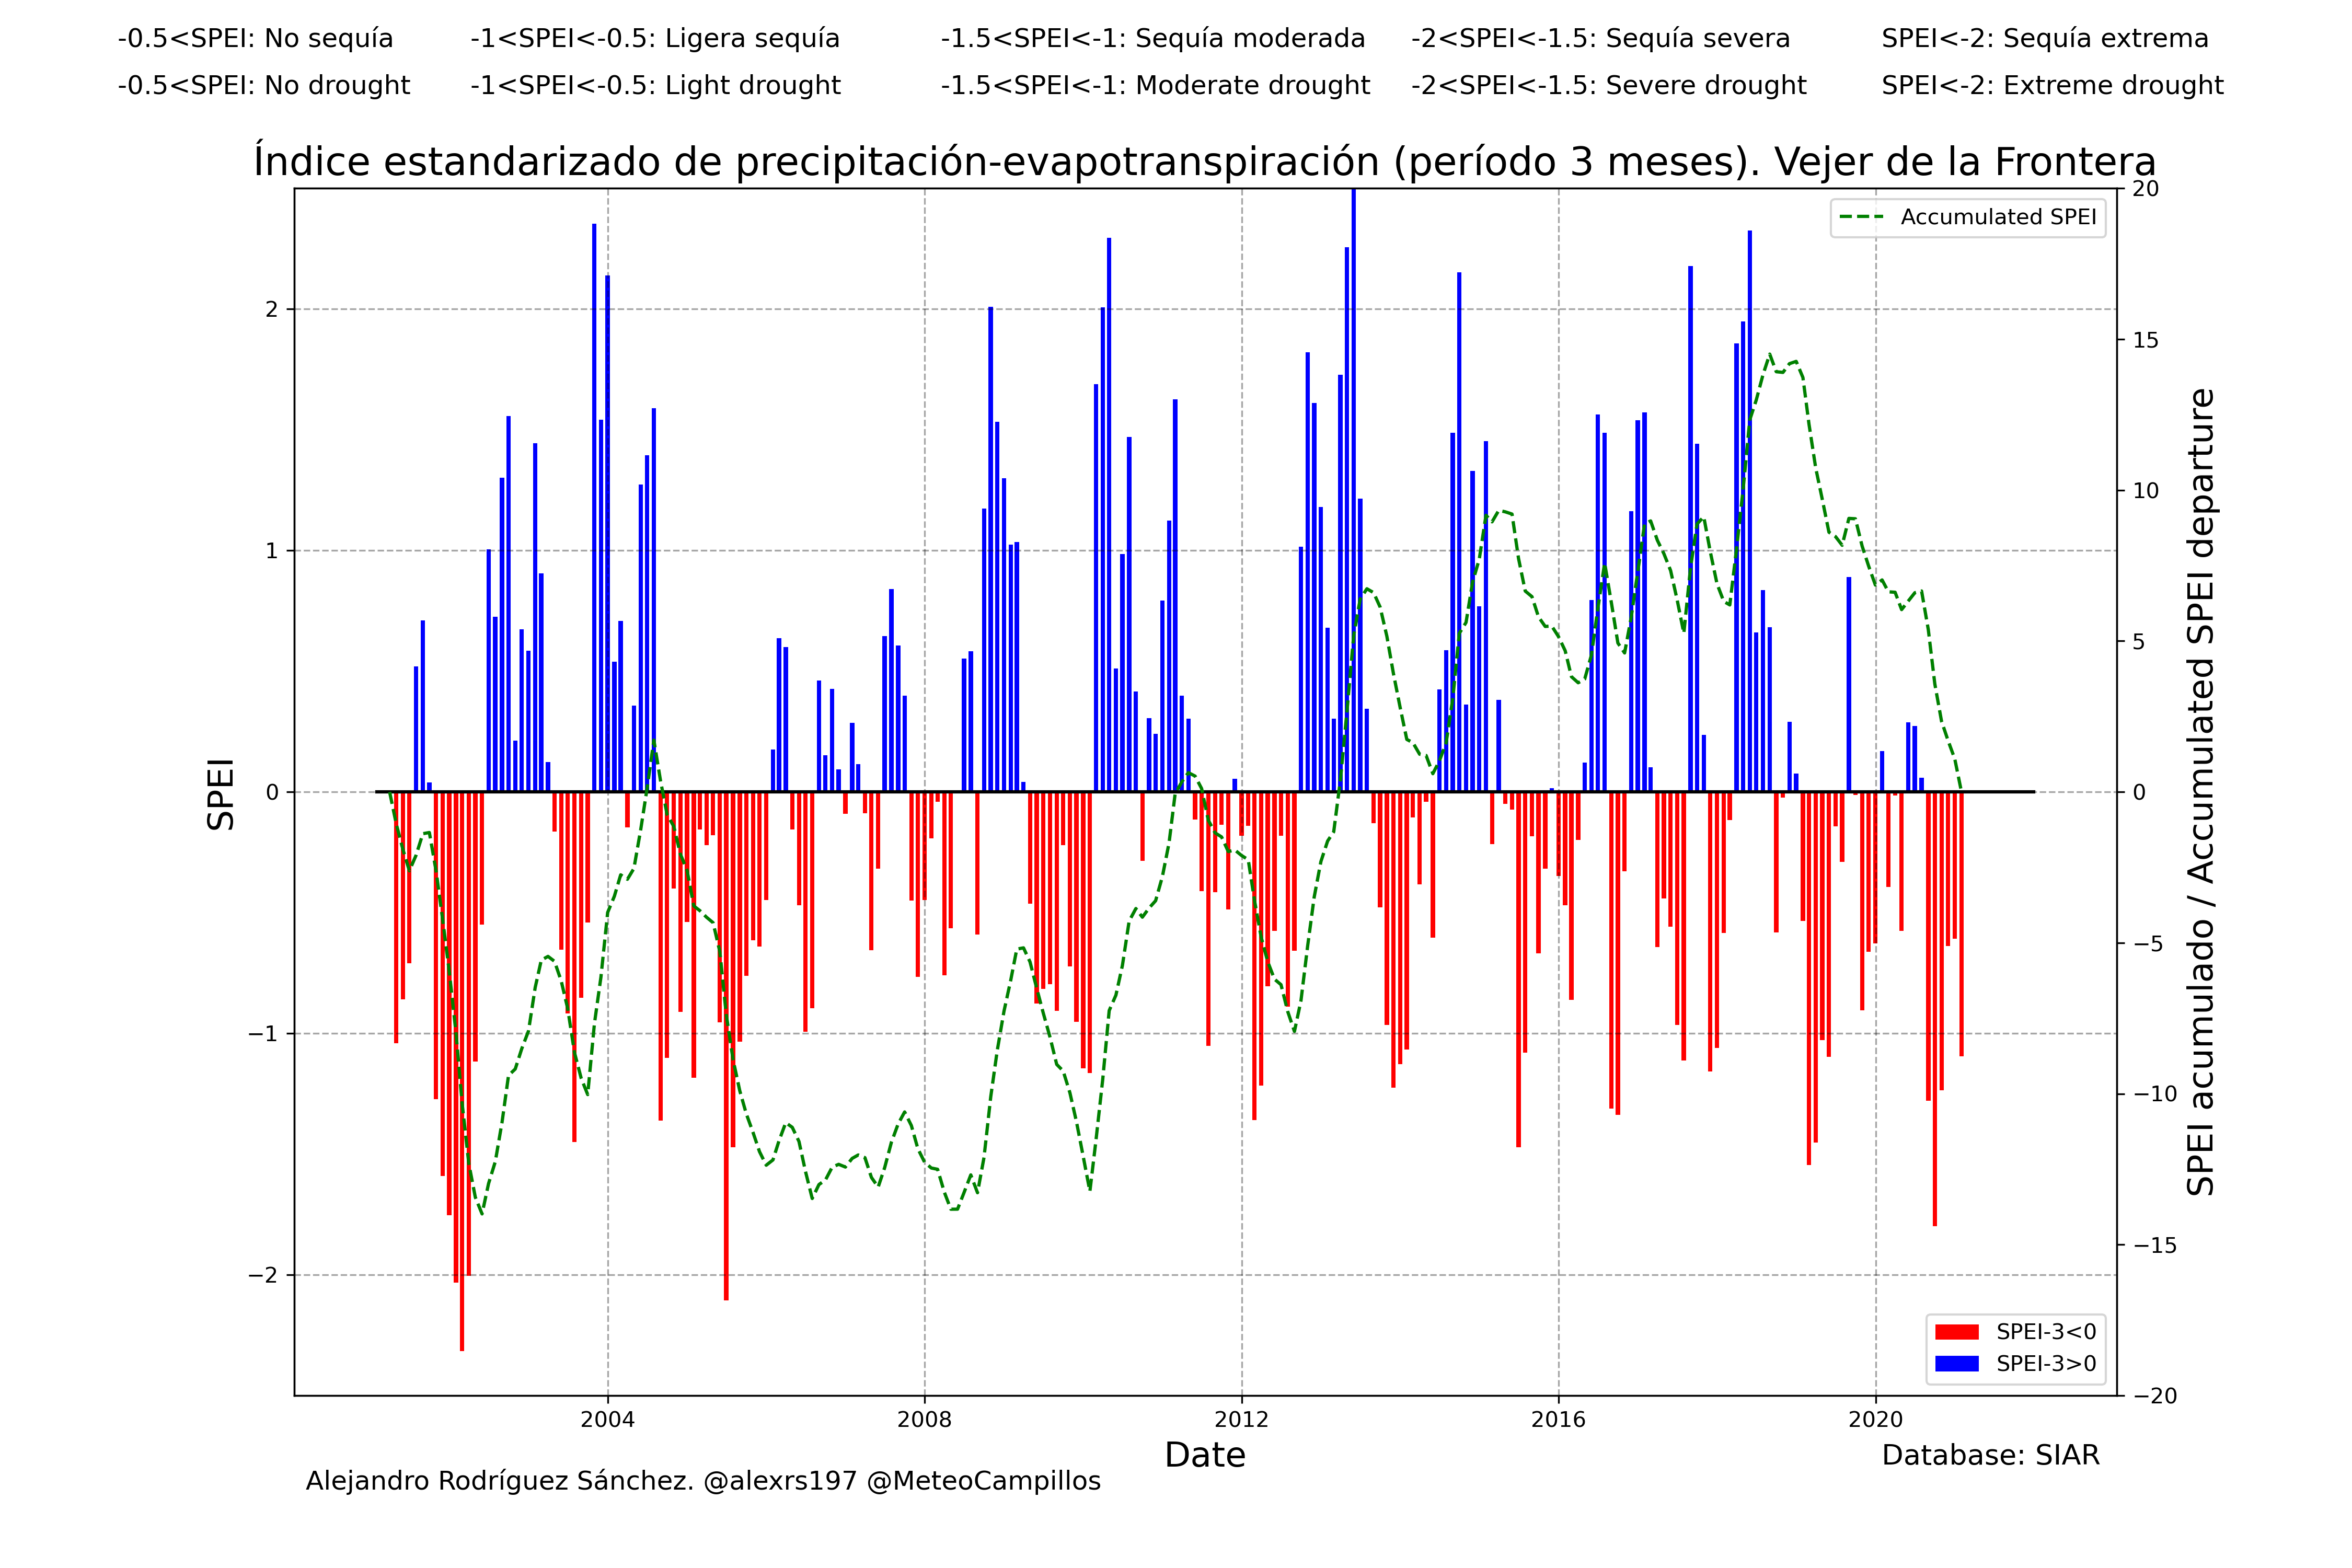 -0.5<SPEI: No sequía
-1<SPEI<-0.5: Ligera sequía
-1.5<SPEI<-1: Sequía moderada
-2<SPEI<-1.5: Sequía severa
SPEI<-2: Sequía extrema
-0.5<SPEI: No drought
-1<SPEI<-0.5: Light drought
-1.5<SPEI<-1: Moderate drought
-2<SPEI<-1.5: Severe drought
SPEI<-2: Extreme drought
Índice estandarizado de precipitación-evapotranspiración (período 3 meses). Vejer de la Frontera
Accumulated SPEI
SPEI
2
1
0
−1
−2
20
15
10
5
0
−5
−10
−15
−20
SPEI acumulado / Accumulated SPEI departure
SPEI-3<0
SPEI-3>0
2004
2008
2012
2016
2020
Date
Database: SIAR
Alejandro Rodríguez Sánchez. @alexrs197 @MeteoCampillos